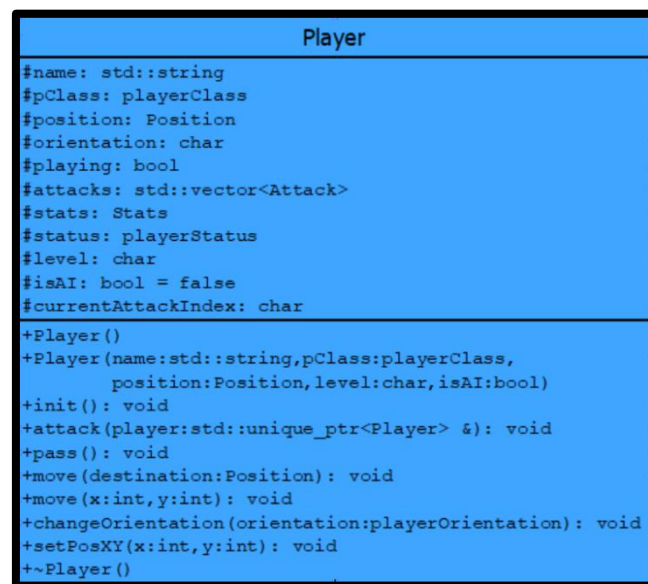 Player
#name: std::string
#pClass: playerClass
#position: Position
#orientation: char
#playing: bool
#attacks: std::vector<Attack>
#stats: Stats
#status: playerStatus
#level: char
#isAI: bool = false
#currentAttackIndex: char
+Player()
+Player(name:std::string,pClass:playerClass,
position:Position,level:char,isAI:bool)
+init(): void
+attack(player:std::unique_ptr<Player> &): void
+pass(): void
+move(destination:Position): void
+move(x:int,y:int): void
+changeOrientation(orientation:playerOrientation): void
+setPosXY(x:int,y:int): void
+~Player()